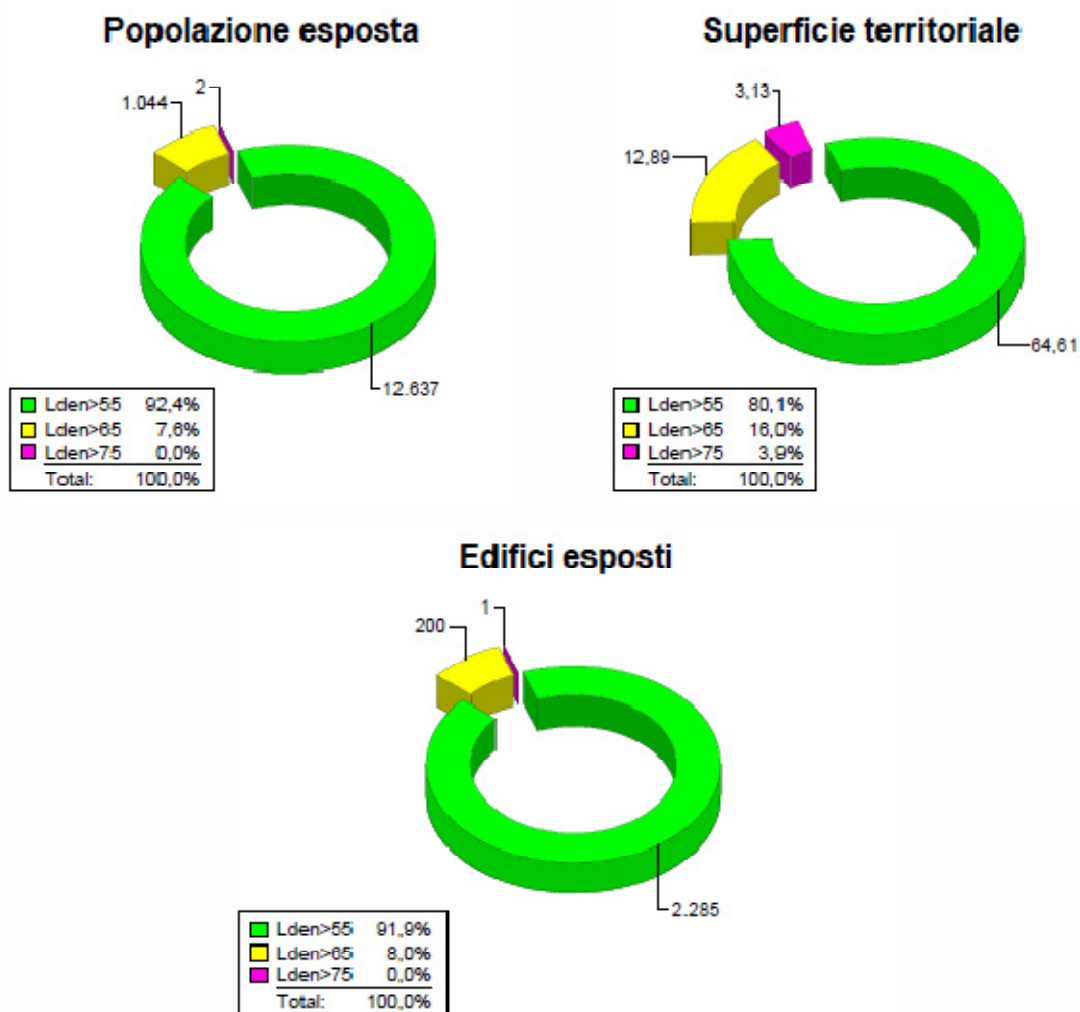 Popolazione esposta
2
1.044
12.637
Lden>55 92,4%
Lden>65 7,6%
Lden>75 0,0%
Total: 100,0%
Superficie territoriale
3,13
12,89
64,61
Lden>55 80,1%
Lden>65 16,0%
Lden>75 3,9%
Total: 100,0%
Edifici esposti
1
200
2.285
Lden>55 91,9%
Lden>65 8,0%
Lden>75 0,0%
Total: 100,0%